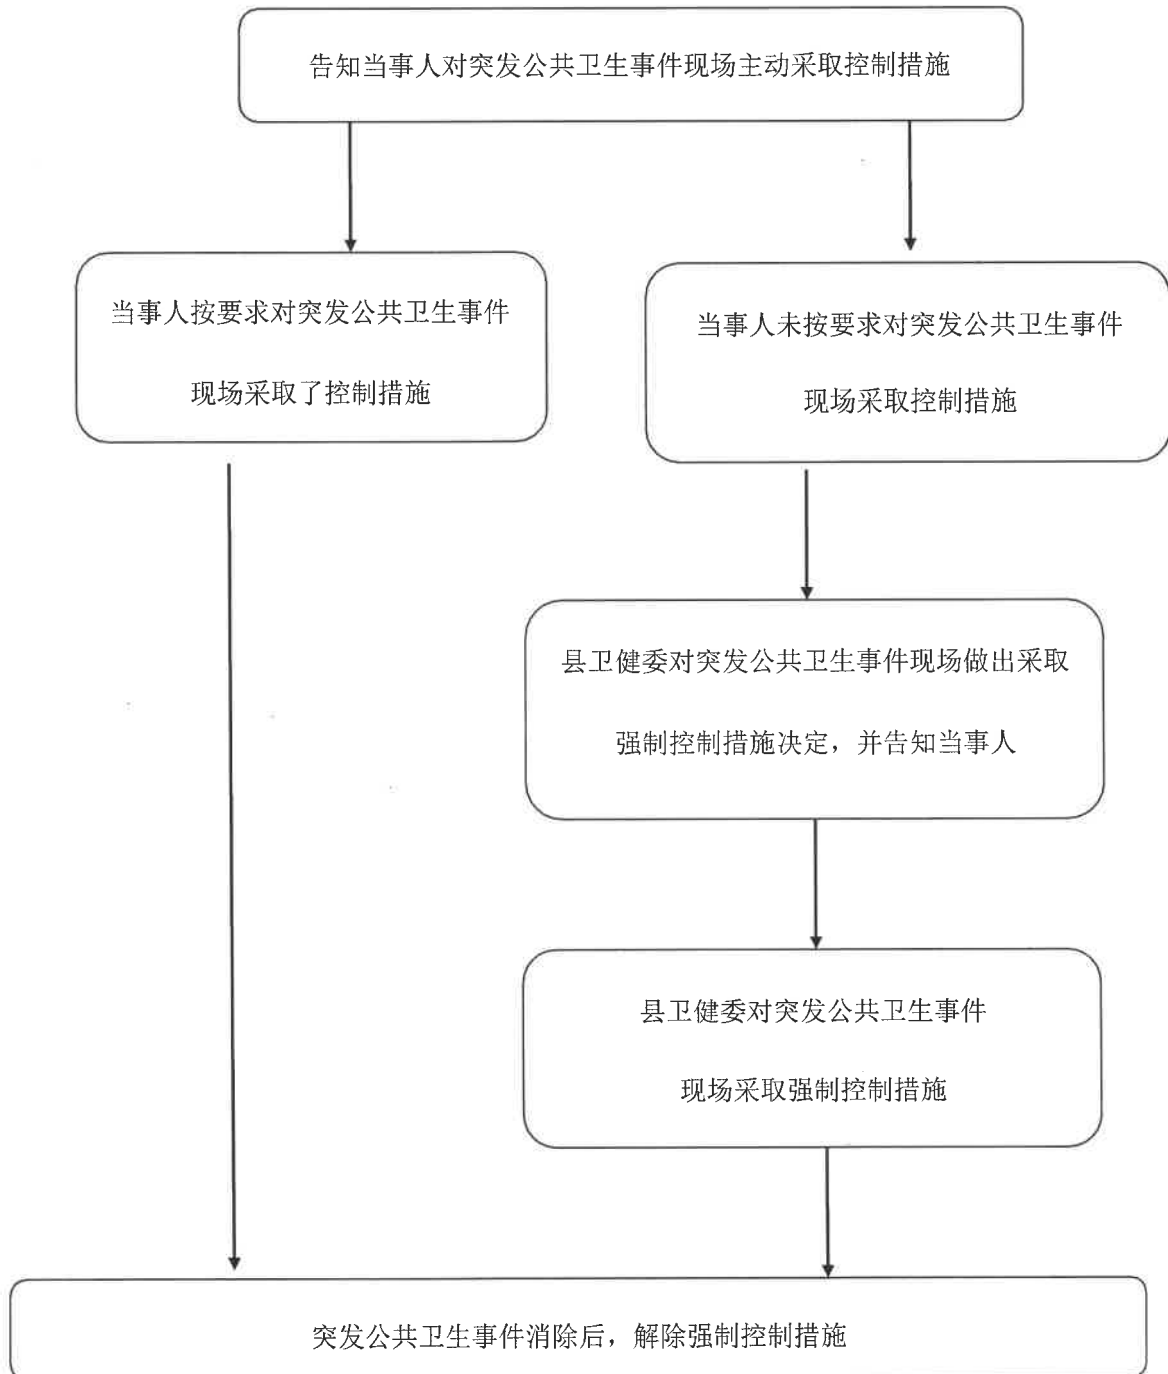 告知当事人对突发公共卫生事件现场主动采取控制措施
当事人按要求对突发公共卫生事件
现场采取了控制措施
当事人未按要求对突发公共卫生事件
现场采取控制措施
县卫健委对突发公共卫生事件现场做出采取
强制控制措施决定，并告知当事人
县卫健委对突发公共卫生事件
现场采取强制控制措施
突发公共卫生事件消除后，解除强制控制措施